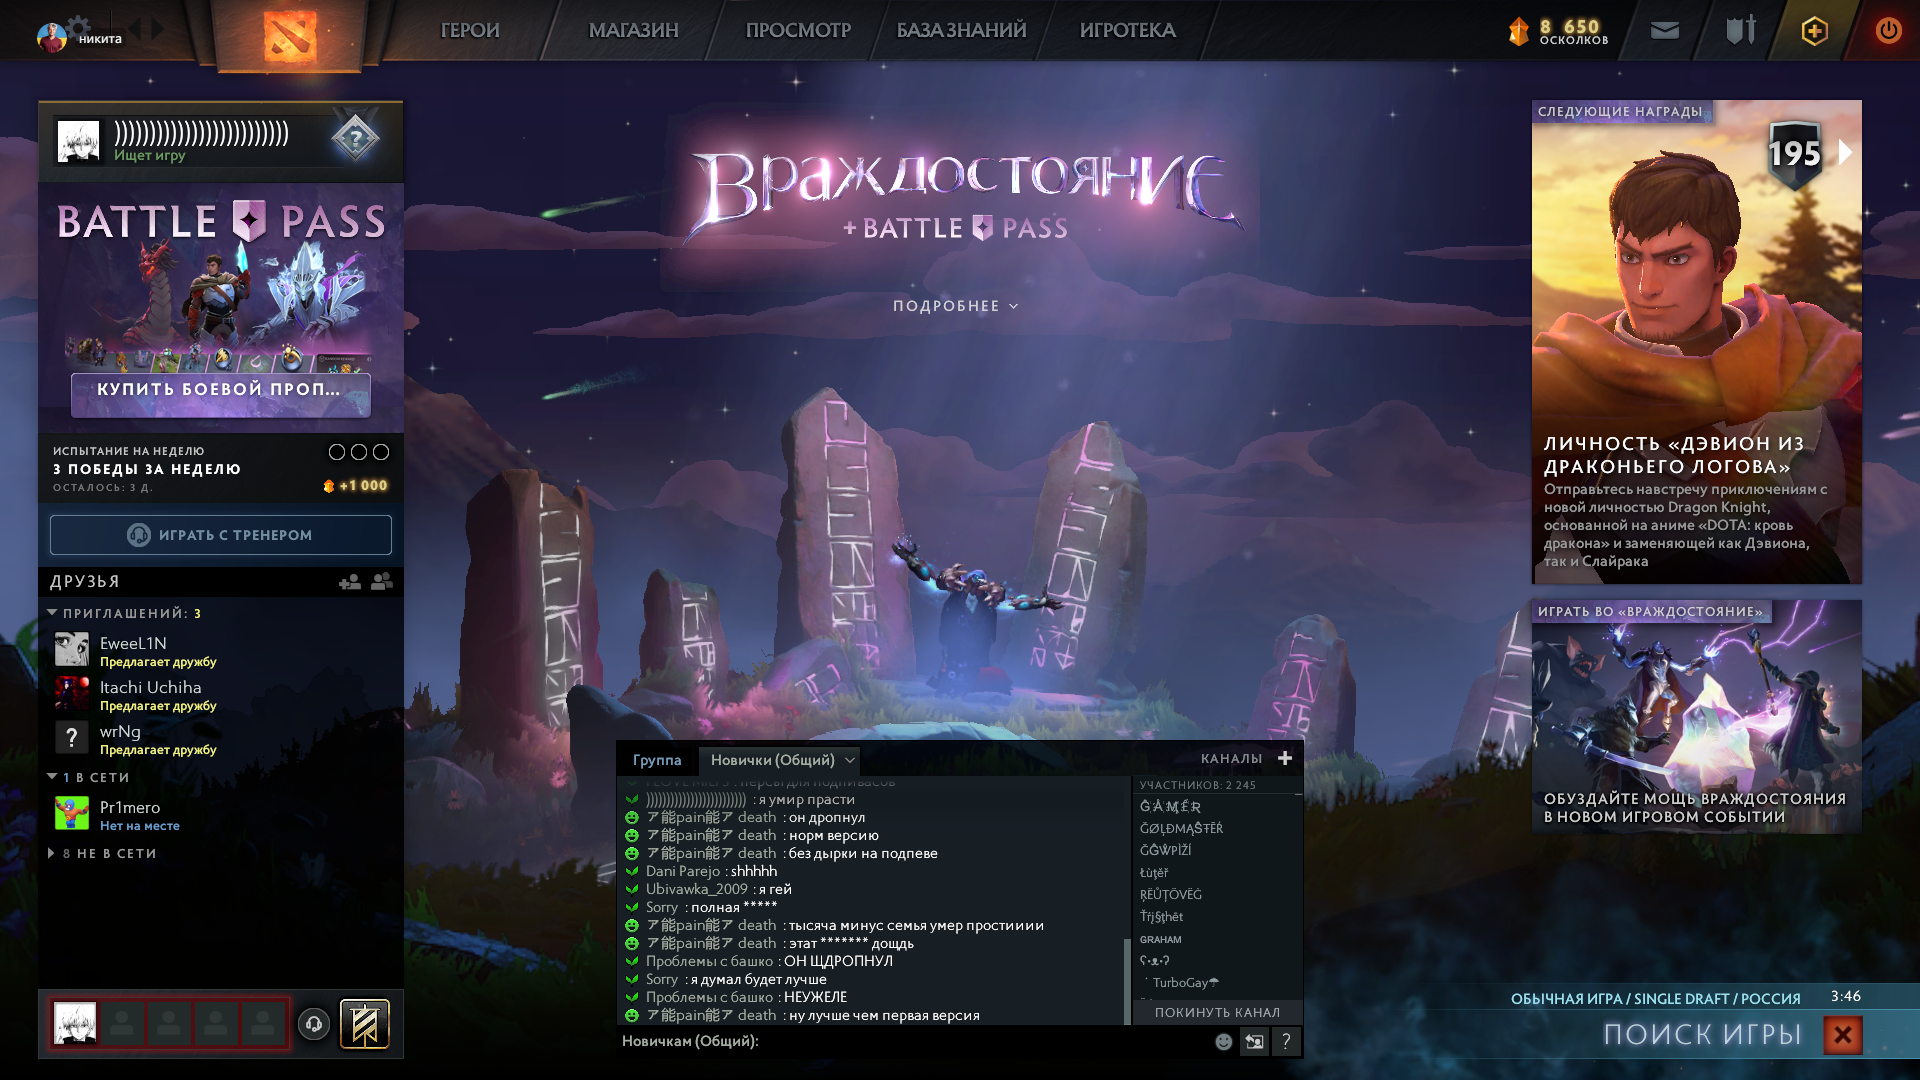 никита
ГЕРОИ
МАГАЗИН
ПРОСМОТР
БАЗА ЗНАНИЙ
ИГРОТЕКА
8 650
ОСКОЛКОВ
)))))))))))))))))))))))))
Ищет игру
?
BATTLE PASS
КУПИТЬ БОЕВОЙ ПРОП...
ИСПЫТАНИЕ НА НЕДЕЛЮ
3 ПОБЕДЫ ЗА НЕДЕЛЮ
ОСТАЛОСЬ: 3 Д.
+1 000
ИГРАТЬ С ТРЕНЕРОМ
ДРУЗЬЯ
ПРИГЛАШЕНИЙ: 3
EweeL1N
Предлагает дружбу
Itachi Uchiha
Предлагает дружбу
?
wrNg
Предлагает дружбу
1 В СЕТИ
Pr1mero
Нет на месте
8 НЕ В СЕТИ
Враждостояние
+ BATTLE PASS
ПОДРОБНЕЕ
Группа
Новички (Общий)
КАНАЛЫ
))))))))))))))))))))))))) : я умир прасти
ア能pain能ア death : он дропнул
ア能pain能ア death : норм версию
ア能pain能ア death : без дырки на подпеве
Dani Parejo : shhhhh
Ubivawka_2009 : я гей
Sorry : полная *****
ア能pain能ア death : тысяча минус семья умер простииии
ア能pain能ア death : этат ******* дощдь
Проблемы с башко : ОН ЩДРОПНУЛ
Sorry : я думал будет лучше
Проблемы с башко : НЕУЖЕЛЕ
ア能pain能ア death : ну лучше чем первая версия
Новичкам (Общий):
?
УЧАСТНИКОВ: 2 245
GRAHAM
TurboGay☂
ПОКИНУТЬ КАНАЛ
СЛЕДУЮЩИЕ НАГРАДЫ
195
ЛИЧНОСТЬ «ДЭВИОН ИЗ
ДРАКОНЬЕГО ЛОГОВА»
Отправьтесь навстречу приключениям с
новой личностью Dragon Knight,
основанной на аниме «DOTA: кровь
дракона» и заменяющей как Дэвиона,
так и Слайрака
ИГРАТЬ ВО «ВРАЖДОСТОЯНИЕ»
ОБУЗДАЙТЕ МОЩЬ ВРАЖДОСТОЯНИЯ
В НОВОМ ИГРОВОМ СОБЫТИИ
ОБЫЧНАЯ ИГРА / SINGLE DRAFT / РОССИЯ
3:46
ПОИСК ИГРЫ